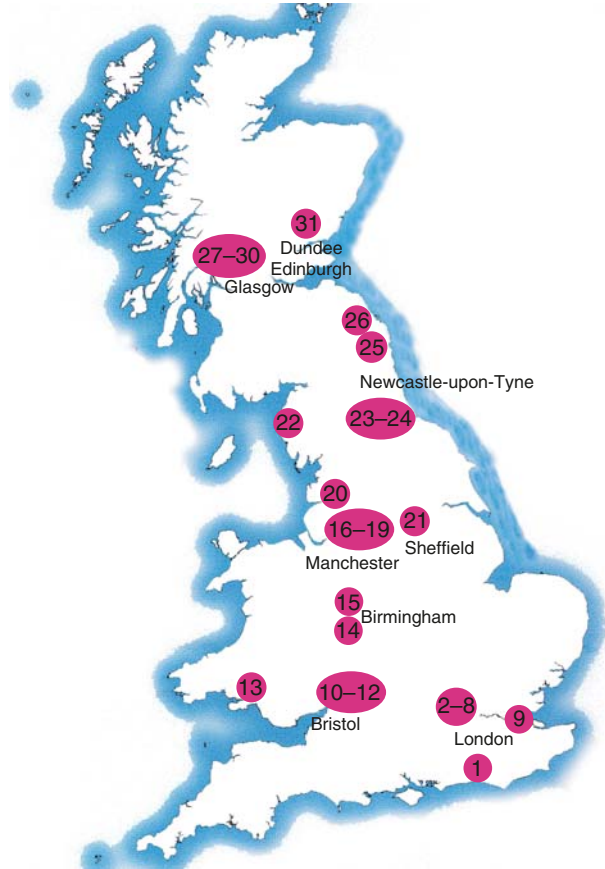 31
Dundee
27–30
Edinburgh
Glasgow
26
25
Newcastle-upon-Tyne
23–24
22
20
21
16–19
Sheffield
Manchester
15
Birmingham
14
13
10–12
2–8
9
Bristol
London
1